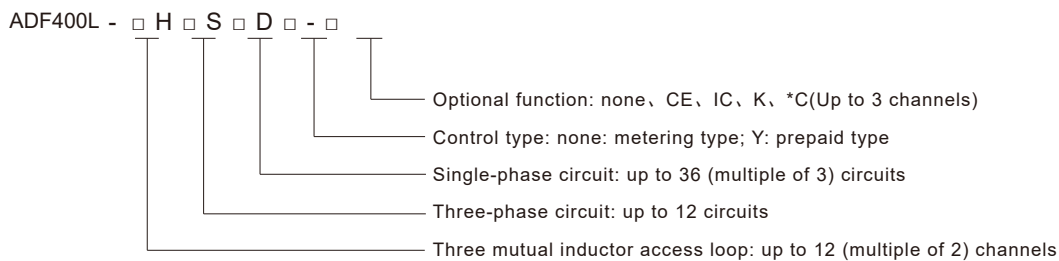 ADF400L - □ H □ S □ D □ - □
Optional function: none、CE、IC、K、*C(Up to 3 channels)
Control type: none: metering type; Y: prepaid type
Single-phase circuit: up to 36 (multiple of 3) circuits
Three-phase circuit: up to 12 circuits
Three mutual inductor access loop: up to 12 (multiple of 2) channels